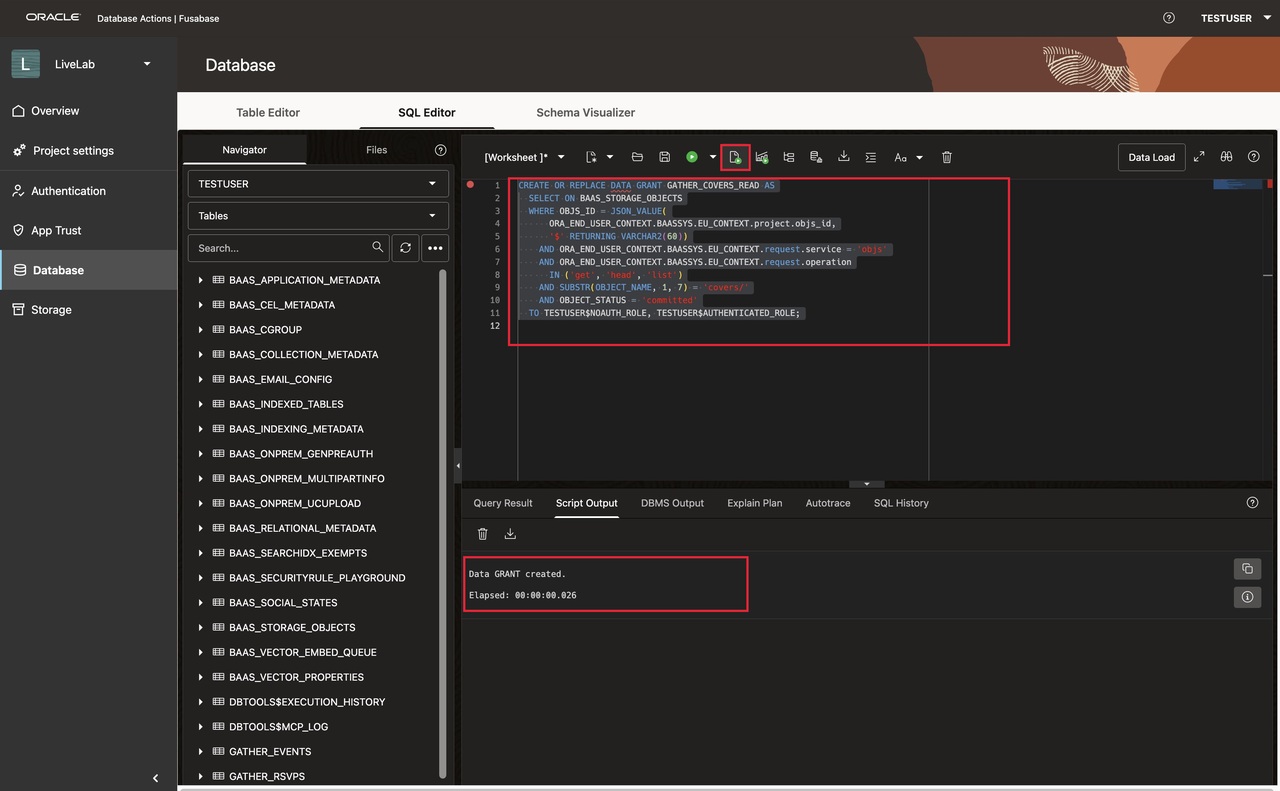 ORACLE Database Actions | Fusabase
TESTUSER
L LiveLab
Overview
Project settings
Authentication
App Trust
Database
Storage
Database
Table Editor SQL Editor Schema Visualizer
Navigator Files
TESTUSER
Tables
Search...
BAAS_APPLICATION_METADATA
BAAS_CEL_METADATA
BAAS_CGROUP
BAAS_COLLECTION_METADATA
BAAS_EMAIL_CONFIG
BAAS_INDEXED_TABLES
BAAS_INDEXING_METADATA
BAAS_ONPREM_GENPREAUTH
BAAS_ONPREM_MULTIPARTINFO
BAAS_ONPREM_UCUPLOAD
BAAS_RELATIONAL_METADATA
BAAS_SEARCHIDX_EXEMPTS
BAAS_SECURITYRULE_PLAYGROUND
BAAS_SOCIAL_STATES
BAAS_STORAGE_OBJECTS
BAAS_VECTOR_EMBED_QUEUE
BAAS_VECTOR_PROPERTIES
DBTOOLS$EXECUTION_HISTORY
DBTOOLS$MCP_LOG
GATHER_EVENTS
GATHER_RSVPS
[Worksheet ]* Aa Data Load
1 CREATE OR REPLACE DATA GRANT GATHER_COVERS_READ AS
2 SELECT ON BAAS_STORAGE_OBJECTS
3 WHERE OBJS_ID = JSON_VALUE(
4 ORA_END_USER_CONTEXT.BAASSYS.EU_CONTEXT.project.objs_id,
5 '$' RETURNING VARCHAR2(60))
6 AND ORA_END_USER_CONTEXT.BAASSYS.EU_CONTEXT.request.service = 'objs'
7 AND ORA_END_USER_CONTEXT.BAASSYS.EU_CONTEXT.request.operation
8 IN ('get', 'head', 'list')
9 AND SUBSTR(OBJECT_NAME, 1, 7) = 'covers/'
10 AND OBJECT_STATUS = 'committed'
11 TO TESTUSER$NOAUTH_ROLE, TESTUSER$AUTHENTICATED_ROLE;
12
Query Result Script Output DBMS Output Explain Plan Autotrace SQL History
Data GRANT created.
Elapsed: 00:00:00.026